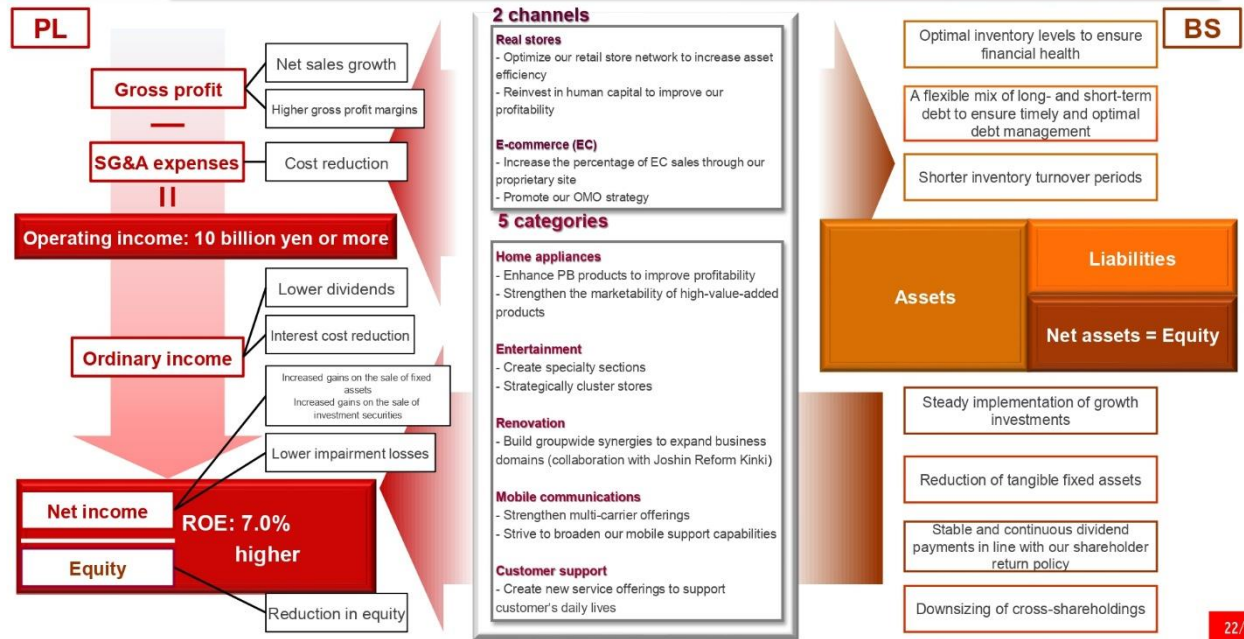 PL
Gross profit
Net sales growth
Higher gross profit margins
SG&A expenses
Cost reduction
Operating income: 10 billion yen or more
Lower dividends
Interest cost reduction
Ordinary income
Increased gains on the sale of fixed
assets
Increased gains on the sale of
investment securities
Lower impairment losses
Net income
Equity
ROE: 7.0%
higher
Reduction in equity
2 channels
Real stores
- Optimize our retail store network to increase asset
efficiency
- Reinvest in human capital to improve our
profitability
E-commerce (EC)
- Increase the percentage of EC sales through our
proprietary site
- Promote our OMO strategy
5 categories
Home appliances
- Enhance PB products to improve profitability
- Strengthen the marketability of high-value-added
products
Entertainment
- Create specialty sections
- Strategically cluster stores
Renovation
- Build groupwide synergies to expand business
domains (collaboration with Joshin Reform Kinki)
Mobile communications
- Strengthen multi-carrier offerings
- Strive to broaden our mobile support capabilities
Customer support
- Create new service offerings to support
customer's daily lives
BS
Optimal inventory levels to ensure
financial health
A flexible mix of long- and short-term
debt to ensure timely and optimal
debt management
Shorter inventory turnover periods
Assets
Liabilities
Net assets = Equity
Steady implementation of growth
investments
Reduction of tangible fixed assets
Stable and continuous dividend
payments in line with our shareholder
return policy
Downsizing of cross-shareholdings
22/